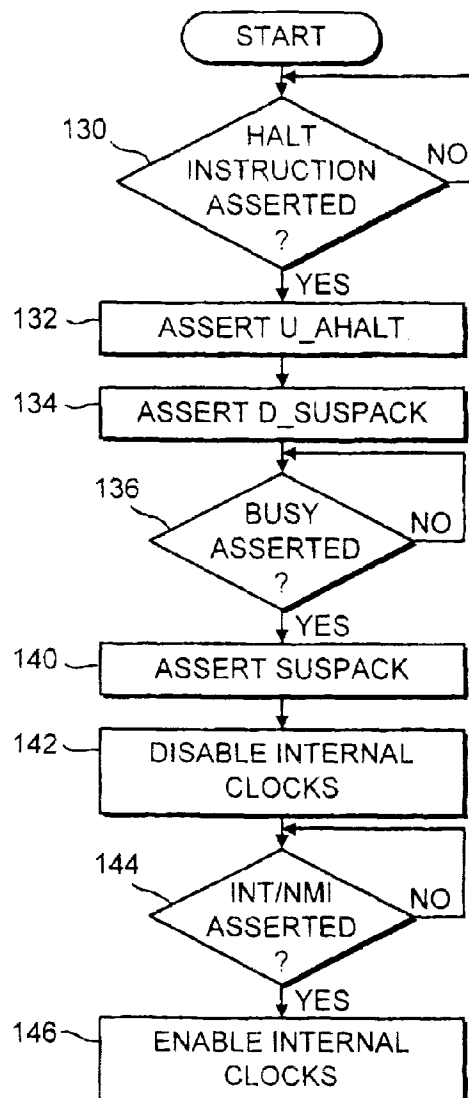 START
130
HALT
INSTRUCTION
ASSERTED
?
NO
YES
132
ASSERT U_AHALT
134
ASSERT D_SUSPACK
136
BUSY
ASSERTED
?
NO
YES
140
ASSERT SUSPACK
142
DISABLE INTERNAL
CLOCKS
144
INT/NMI
ASSERTED
?
NO
YES
146
ENABLE INTERNAL
CLOCKS